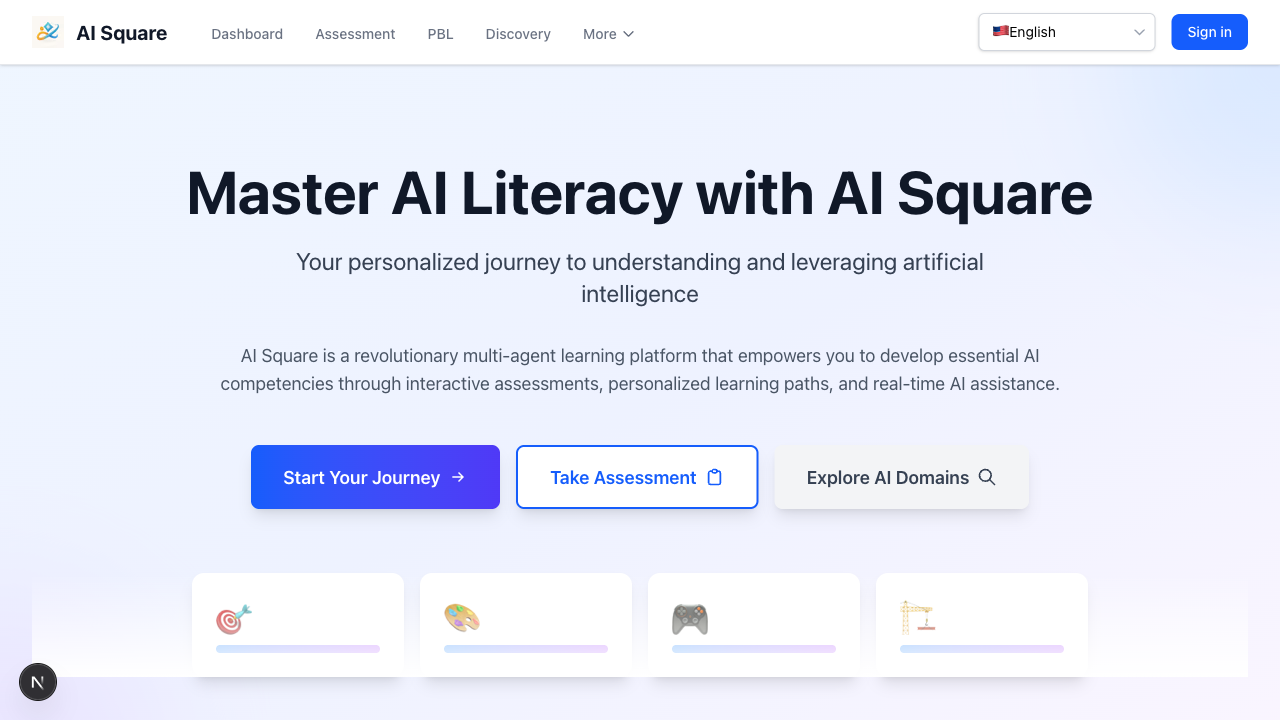 AI Square
Dashboard
Assessment
PBL
Discovery
More
English
Sign in
Master AI Literacy with AI Square
Your personalized journey to understanding and leveraging artificial
intelligence
AI Square is a revolutionary multi-agent learning platform that empowers you to develop essential AI
competencies through interactive assessments, personalized learning paths, and real-time AI assistance.
Start Your Journey
Take Assessment
Explore AI Domains
N